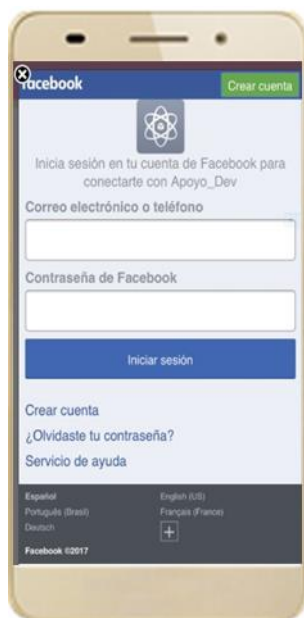 facebook
Crear cuenta
Inicia sesión en tu cuenta de Facebook para
conectarte con Apoyo_Dev
Correo electrónico o teléfono
Contraseña de Facebook
Iniciar sesión
Crear cuenta
¿Olvidaste tu contraseña?
Servicio de ayuda
Español
English (US)
Português (Brasil)
Français (France)
Deutsch
Facebook ©2017